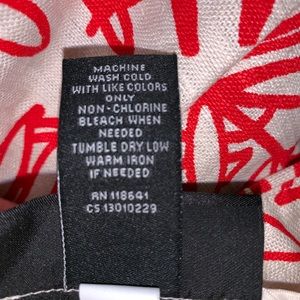 MACHINE
WASH COLD
WITH LIKE COLORS
ONLY
NON-CHLORINE
BLEACH WHEN
NEEDED
TUMBLE DRY LOW
WARM IRON
IF NEEDED
RN 118641
CS 13010229